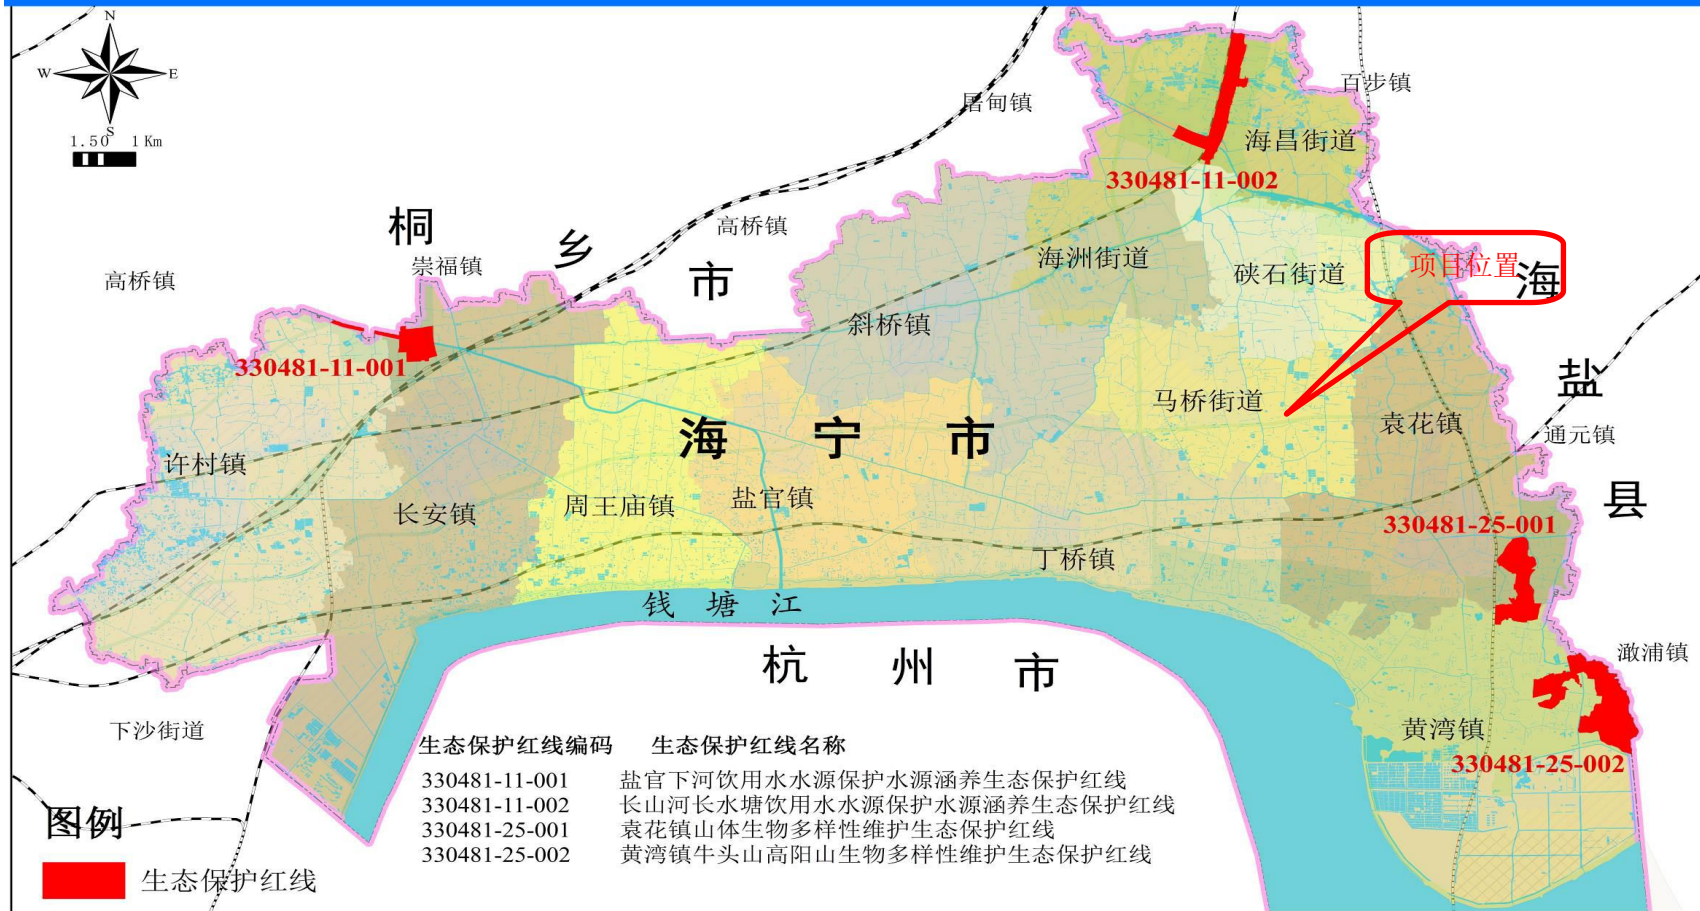 N
W E
S
1.50 1 Km
屠甸镇
百步镇
海昌街道
330481-11-002
桐乡市
高桥镇
崇福镇
高桥镇
海洲街道
硖石街道
项目位置
海盐县
斜桥镇
330481-11-001
马桥街道
袁花镇
通元镇
海宁市
许村镇
长安镇
周王庙镇
盐官镇
330481-25-001
丁桥镇
钱塘江
杭州市
澉浦镇
下沙街道
黄湾镇
330481-25-002
生态保护红线编码 生态保护红线名称
330481-11-001 盐官下河饮用水水源保护水源涵养生态保护红线
330481-11-002 长山河长水塘饮用水水源保护水源涵养生态保护红线
330481-25-001 袁花镇山体生物多样性维护生态保护红线
330481-25-002 黄湾镇牛头山高阳山生物多样性维护生态保护红线
图例
生态保护红线